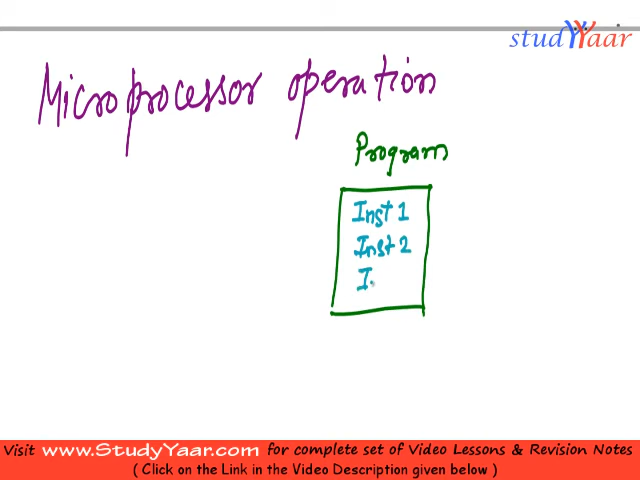 studYYaar
Microprocessor operation
Program
Inst 1
Inst 2
I
Visit www.StudyYaar.com for complete set of Video Lessons & Revision Notes
( Click on the Link in the Video Description given below )